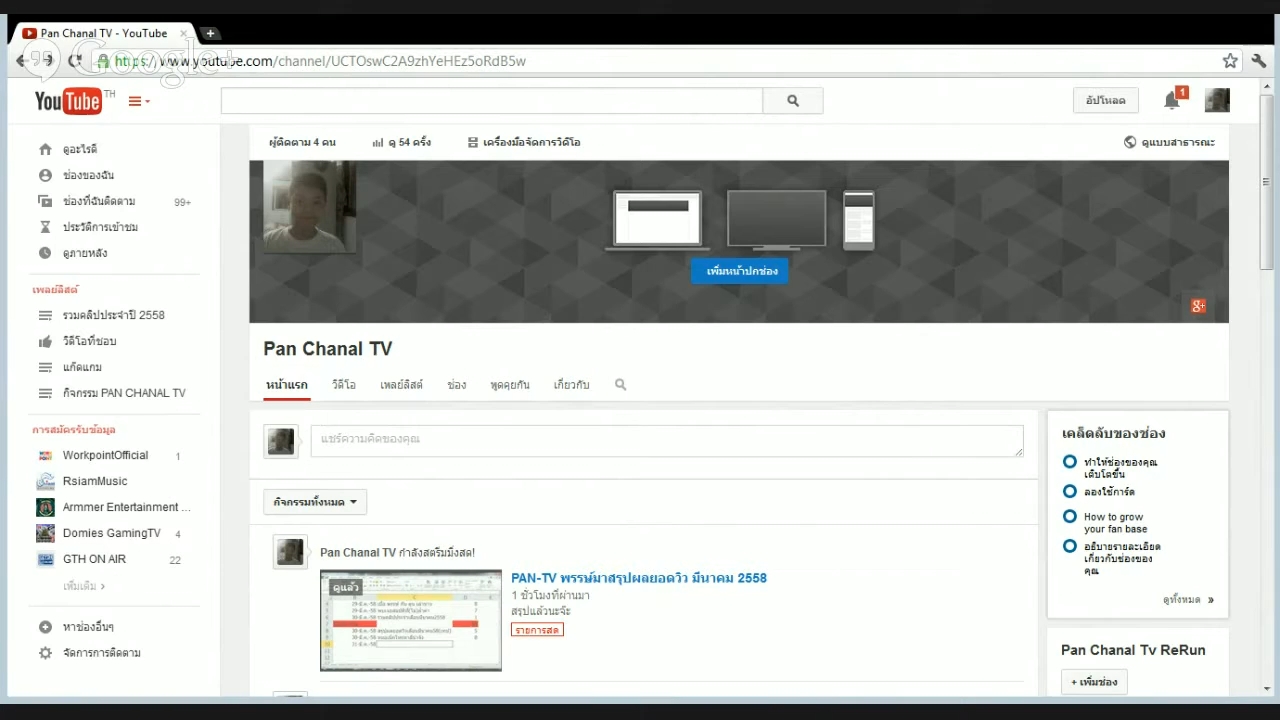 Pan Chanal TV - YouTube
Google+
https://www.youtube.com/channel/UCTOswC2A9zhYeHEz5oRdB5w
YouTube TH
อัปโหลด
1
ผู้ติดตาม 4 คน
ดู 54 ครั้ง
เครื่องมือจัดการวิดีโอ
ดูแบบสาธารณะ
ดูอะไรดี
ช่องของฉัน
ช่องที่ฉันติดตาม 99+
ประวัติการเข้าชม
ดูภายหลัง
เพลย์ลิสต์
รวมคลิปประจำปี 2558
วิดีโอที่ชอบ
แก๊ดแกม
กิจกรรม PAN CHANAL TV
การสมัครรับข้อมูล
WorkpointOfficial 1
RsiamMusic
Armmer Entertainment ...
Domies GamingTV 4
GTH ON AIR 22
เพิ่มเติม ›
หาช่องอื่นๆ
จัดการการติดตาม
เพิ่มหน้าปกช่อง
g+
Pan Chanal TV
หน้าแรก วิดีโอ เพลย์ลิสต์ ช่อง พูดคุยกัน เกี่ยวกับ
แชร์ความคิดของคุณ
กิจกรรมทั้งหมด
Pan Chanal TV กำลังสตรีมมิ่งสด!
ดูแล้ว
PAN-TV พรรษ์มาสรุปผลยอดวิว มีนาคม 2558
1 ชั่วโมงที่ผ่านมา
สรุปแล้วนะจ๊ะ
รายการสด
เคล็ดลับของช่อง
ทำให้ช่องของคุณ
เติบโตขึ้น
ลองใช้การ์ด
How to grow
your fan base
อธิบายรายละเอียด
เกี่ยวกับช่องของ
คุณ
ดูทั้งหมด »
Pan Chanal Tv ReRun
+ เพิ่มช่อง